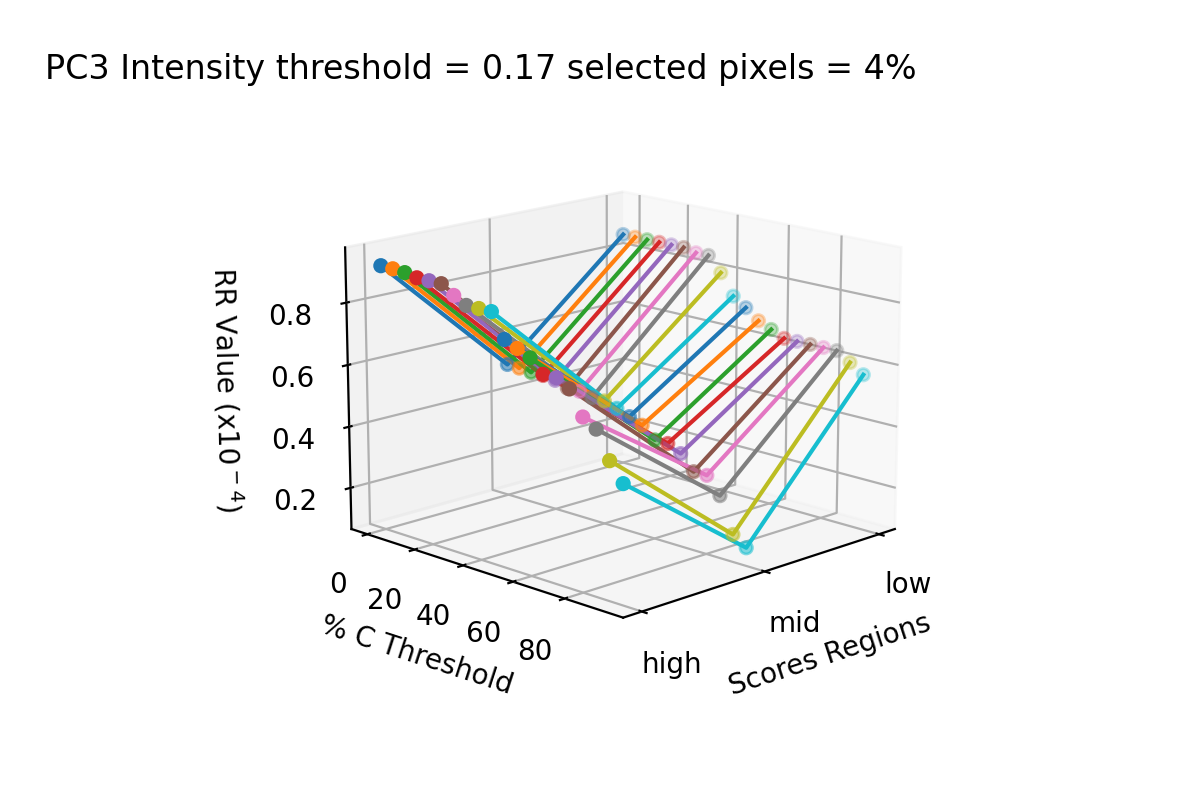 PC3 Intensity threshold = 0.17 selected pixels = 4%
RR Value (x10⁻⁴)
0.8
0.6
0.4
0.2
0
20
40
60
80
% C Threshold
high
mid
low
Scores Regions